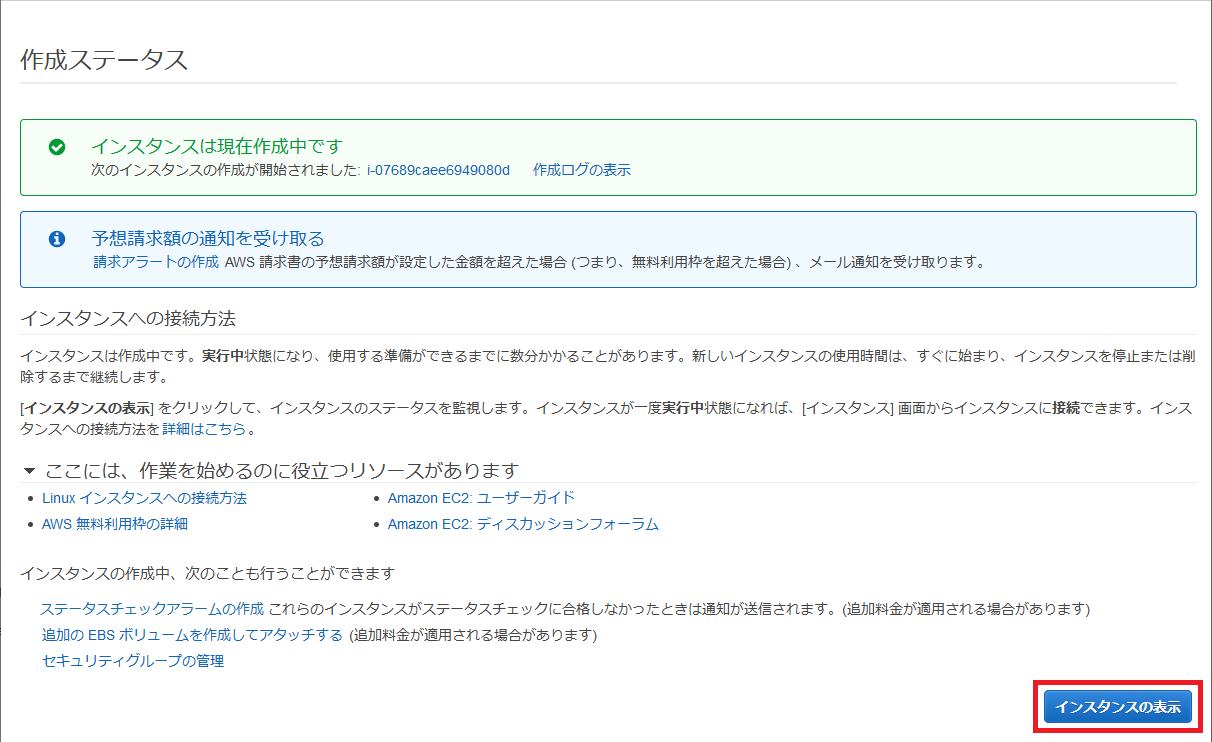 作成ステータス
インスタンスは現在作成中です
次のインスタンスの作成が開始されました: i-07689caee6949080d 作成ログの表示
予想請求額の通知を受け取る
請求アラートの作成 AWS 請求書の予想請求額が設定した金額を超えた場合 (つまり、無料利用枠を超えた場合) 、メール通知を受け取ります。
インスタンスへの接続方法
インスタンスは作成中です。実行中状態になり、使用する準備ができるまでに数分かかることがあります。新しいインスタンスの使用時間は、すぐに始まり、インスタンスを停止または削
除するまで継続します。
[インスタンスの表示] をクリックして、インスタンスのステータスを監視します。インスタンスが一度実行中状態になれば、[インスタンス] 画面からインスタンスに接続できます。インス
タンスへの接続方法を詳細はこちら。
ここには、作業を始めるのに役立つリソースがあります
• Linux インスタンスへの接続方法 • Amazon EC2: ユーザーガイド
• AWS 無料利用枠の詳細 • Amazon EC2: ディスカッションフォーラム
インスタンスの作成中、次のことも行うことができます
ステータスチェックアラームの作成 これらのインスタンスがステータスチェックに合格しなかったときは通知が送信されます。(追加料金が適用される場合があります)
追加の EBS ボリュームを作成してアタッチする (追加料金が適用される場合があります)
セキュリティグループの管理
インスタンスの表示